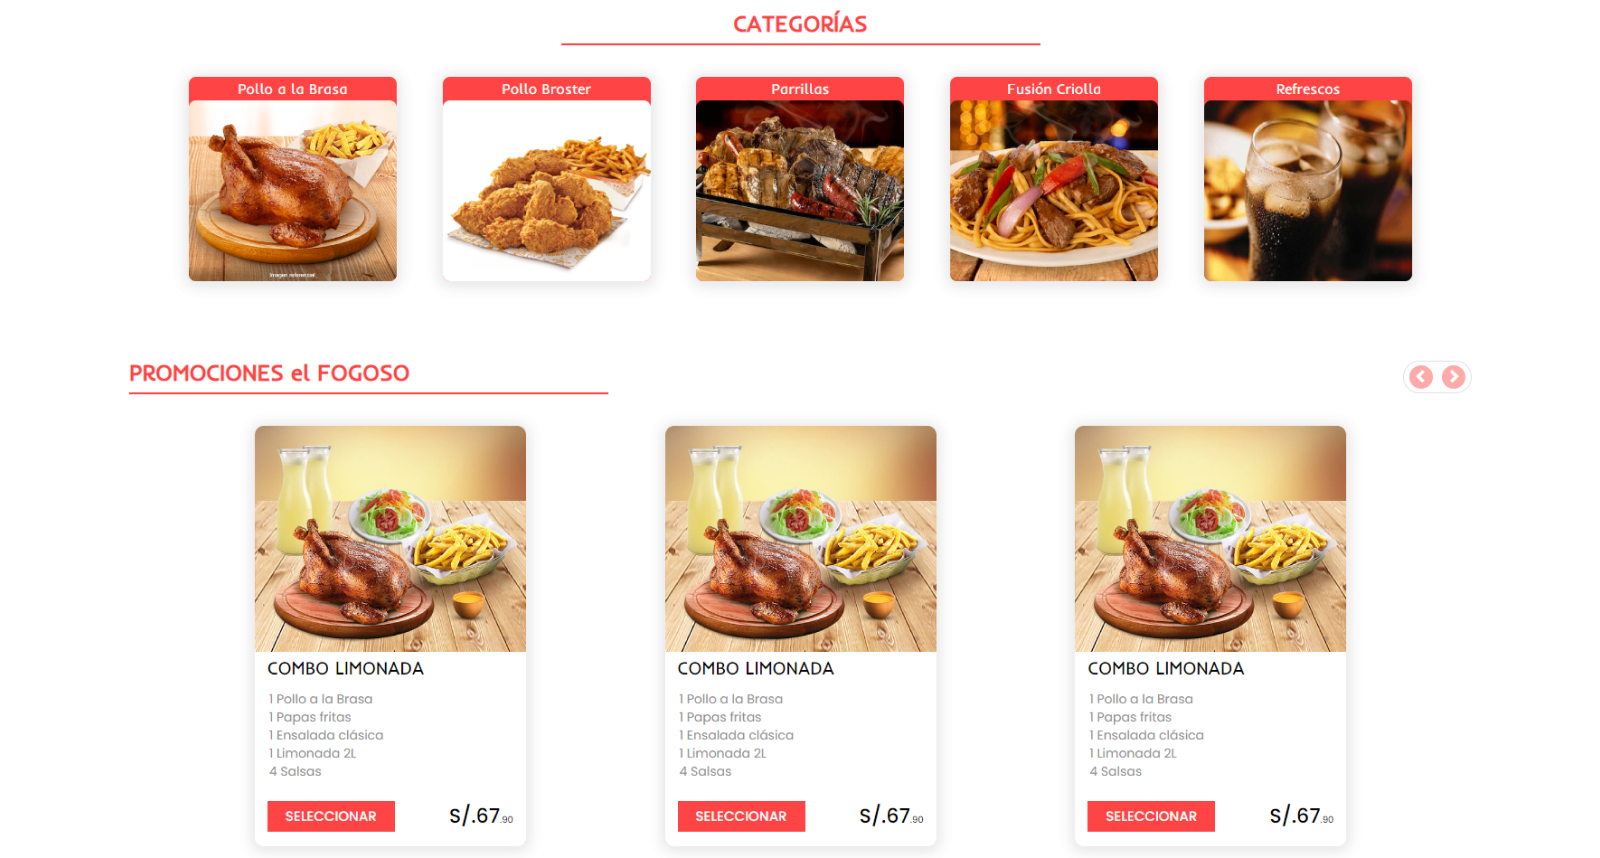 CATEGORÍAS
Pollo a la Brasa
Pollo Broster
Parrillas
Fusión Criolla
Refrescos
Imagen referencial
PROMOCIONES el FOGOSO
COMBO LIMONADA
1 Pollo a la Brasa
1 Papas fritas
1 Ensalada clásica
1 Limonada 2L
4 Salsas
SELECCIONAR
S/.67.90
COMBO LIMONADA
1 Pollo a la Brasa
1 Papas fritas
1 Ensalada clásica
1 Limonada 2L
4 Salsas
SELECCIONAR
S/.67.90
COMBO LIMONADA
1 Pollo a la Brasa
1 Papas fritas
1 Ensalada clásica
1 Limonada 2L
4 Salsas
SELECCIONAR
S/.67.90